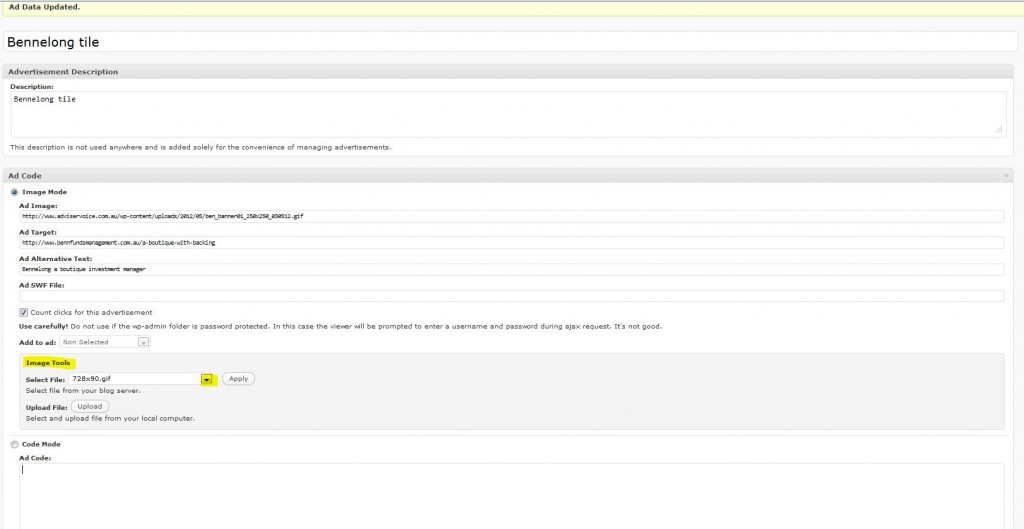 Ad Data Updated.
Bennelong tile
Advertisement Description
Description:
Bennelong tile
This description is not used anywhere and is added solely for the convenience of managing advertisements.
Ad Code
Image Mode
Ad Image:
http://www.adviservoice.com.au/wp-content/uploads/2012/05/ben_banner01_250x250_030512.gif
Ad Target:
http://www.bennfundsmanagement.com.au/a-boutique-with-backing
Ad Alternative Text:
Bennelong a boutique investment manager
Ad SWF File:
Count clicks for this advertisement
Use carefully! Do not use if the wp-admin folder is password protected. In this case the viewer will be prompted to enter a username and password during ajax request. It's not good.
Add to ad: Non Selected
Image Tools
Select File: 728x90.gif Apply
Select file from your blog server.
Upload File: Upload
Select and upload file from your local computer.
Code Mode
Ad Code: